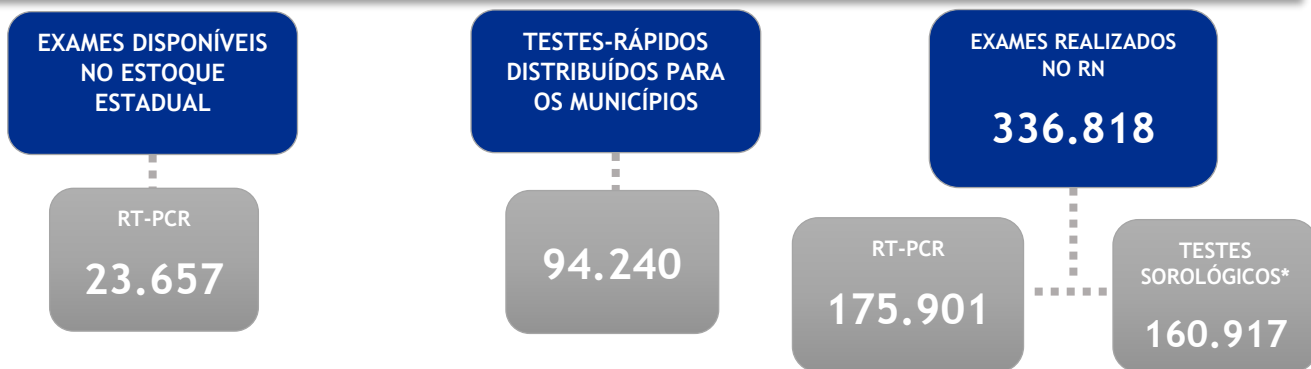 EXAMES DISPONÍVEIS
NO ESTOQUE
ESTADUAL
RT-PCR
23.657
TESTES-RÁPIDOS
DISTRIBUÍDOS PARA
OS MUNICÍPIOS
94.240
EXAMES REALIZADOS
NO RN
336.818
RT-PCR
175.901
TESTES
SOROLÓGICOS*
160.917